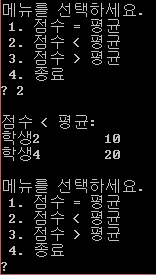 메뉴를 선택하세요.
1. 점수 = 평균
2. 점수 < 평균
3. 점수 > 평균
4. 종료
? 2
점수 < 평균:
학생2 10
학생4 20
메뉴를 선택하세요.
1. 점수 = 평균
2. 점수 < 평균
3. 점수 > 평균
4. 종료
?